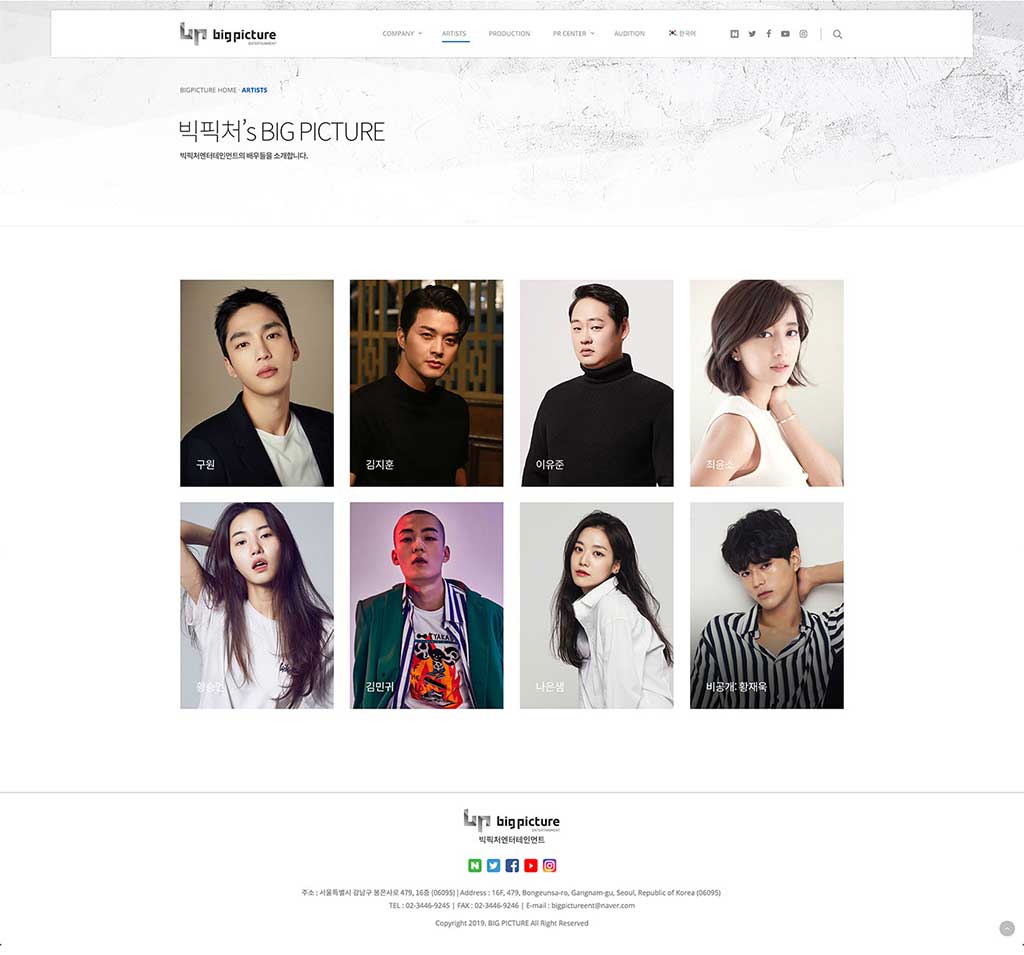 bigpicture
ENTERTAINMENT
COMPANY ARTISTS PRODUCTION PR CENTER AUDITION 한국어
BIGPICTURE HOME · ARTISTS
빅픽처’s BIG PICTURE
빅픽처엔터테인먼트의 배우들을 소개합니다.
구원 김지훈 이유준 최윤소
황승언 김민귀 나은샘 비공개: 황재욱
bigpicture
ENTERTAINMENT
빅픽처엔터테인먼트
주소 : 서울특별시 강남구 봉은사로 479, 16층 (06095) | Address : 16F, 479, Bongeunsa-ro, Gangnam-gu, Seoul, Republic of Korea (06095)
TEL : 02-3446-9245 | FAX : 02-3446-9246 | E-mail : bigpictureent@naver.com
Copyright 2019. BIG PICTURE All Right Reserved